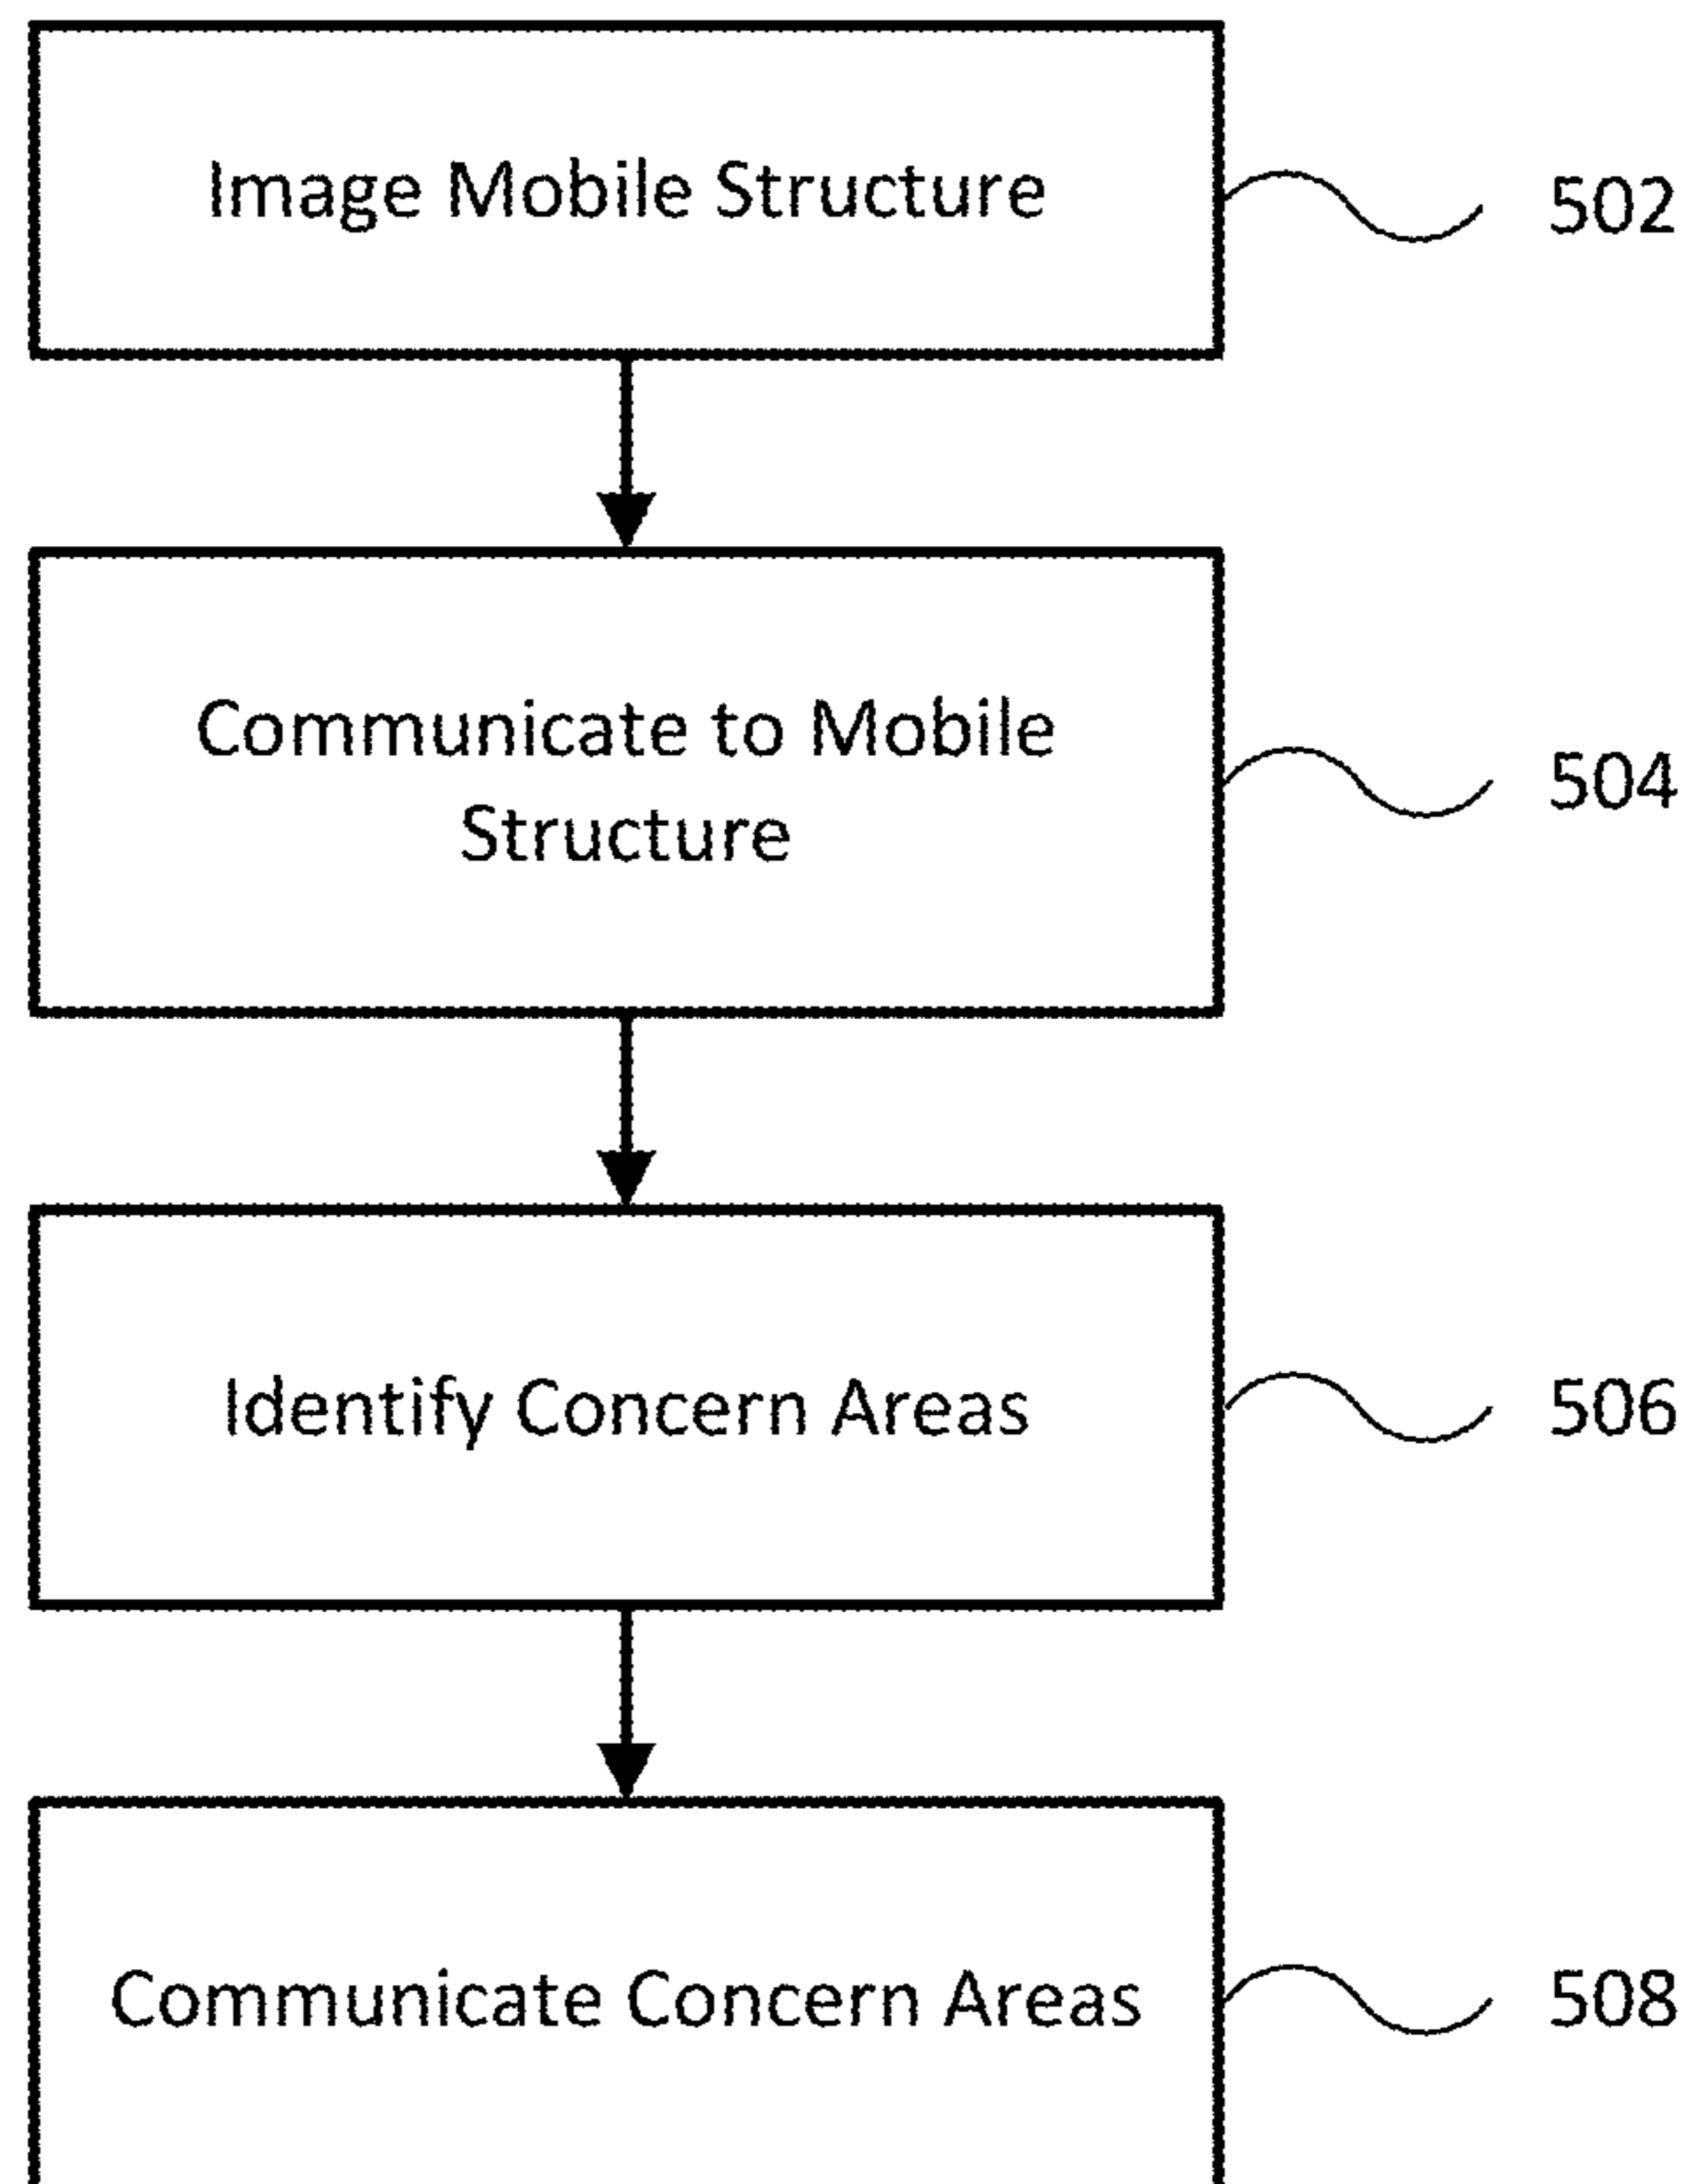 Image Mobile Structure
502
Communicate to Mobile
Structure
504
Identify Concern Areas
506
Communicate Concern Areas
508